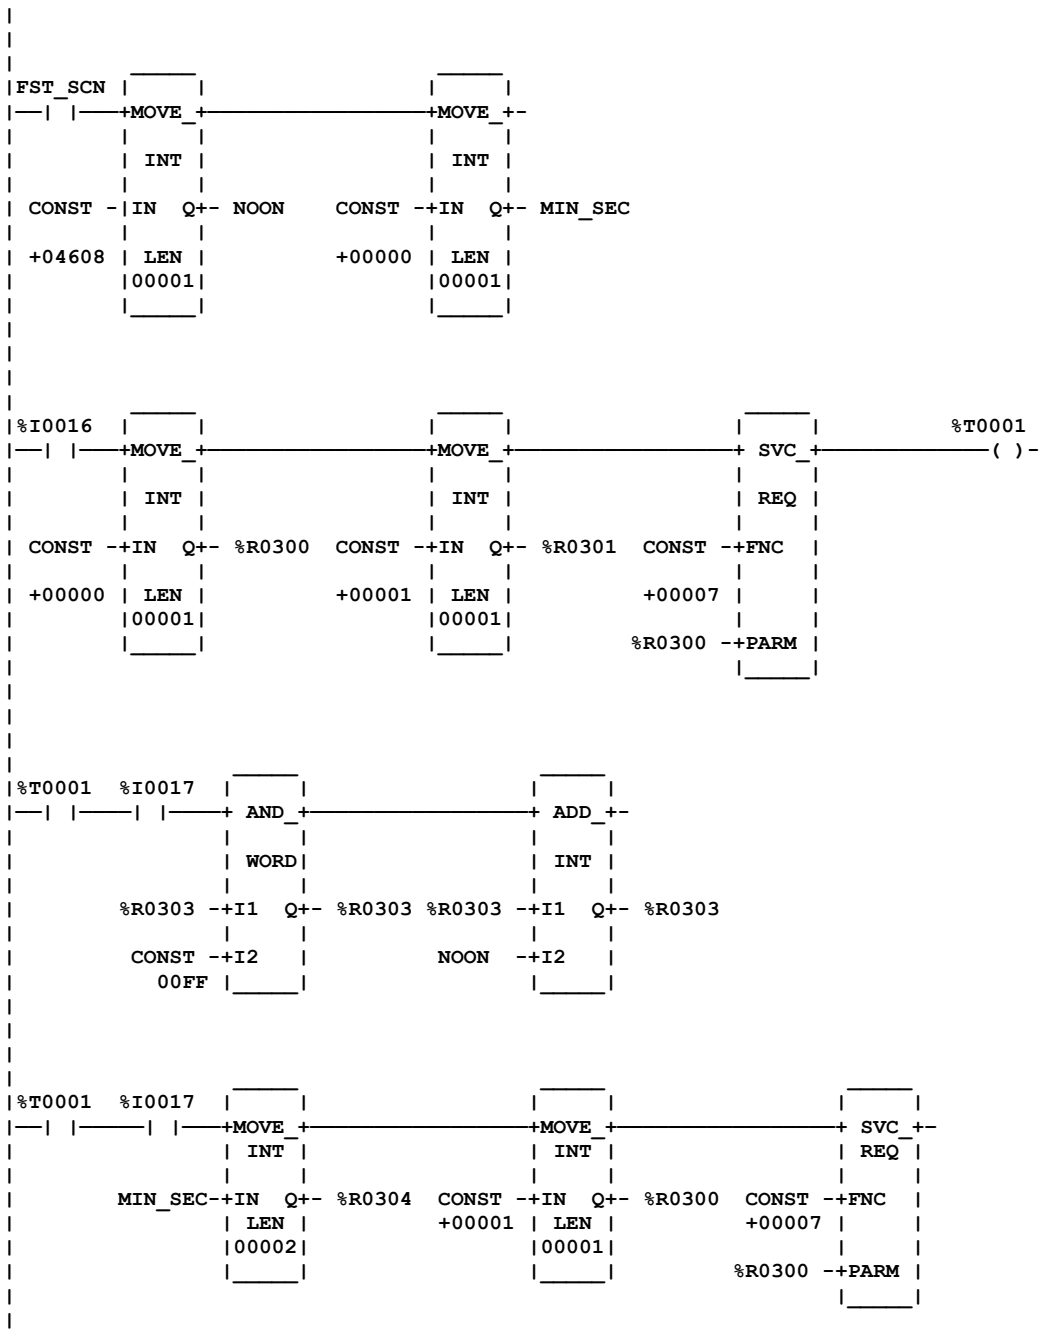 FST_SCN
MOVE_ MOVE_
INT INT
CONST IN Q NOON CONST IN Q MIN_SEC
+04608 LEN +00000 LEN
00001 00001
%I0016 %T0001
MOVE_ MOVE_ SVC_ ( )
INT INT REQ
CONST IN Q %R0300 CONST IN Q %R0301 CONST FNC
+00000 LEN +00001 LEN +00007
00001 00001
%R0300 PARM
%T0001 %I0017
AND_ ADD_
WORD INT
%R0303 I1 Q %R0303 %R0303 I1 Q %R0303
CONST I2 NOON I2
00FF
%T0001 %I0017
MOVE_ MOVE_ SVC_
INT INT REQ
MIN_SEC IN Q %R0304 CONST IN Q %R0300 CONST FNC
LEN +00001 LEN +00007
00002 00001
%R0300 PARM